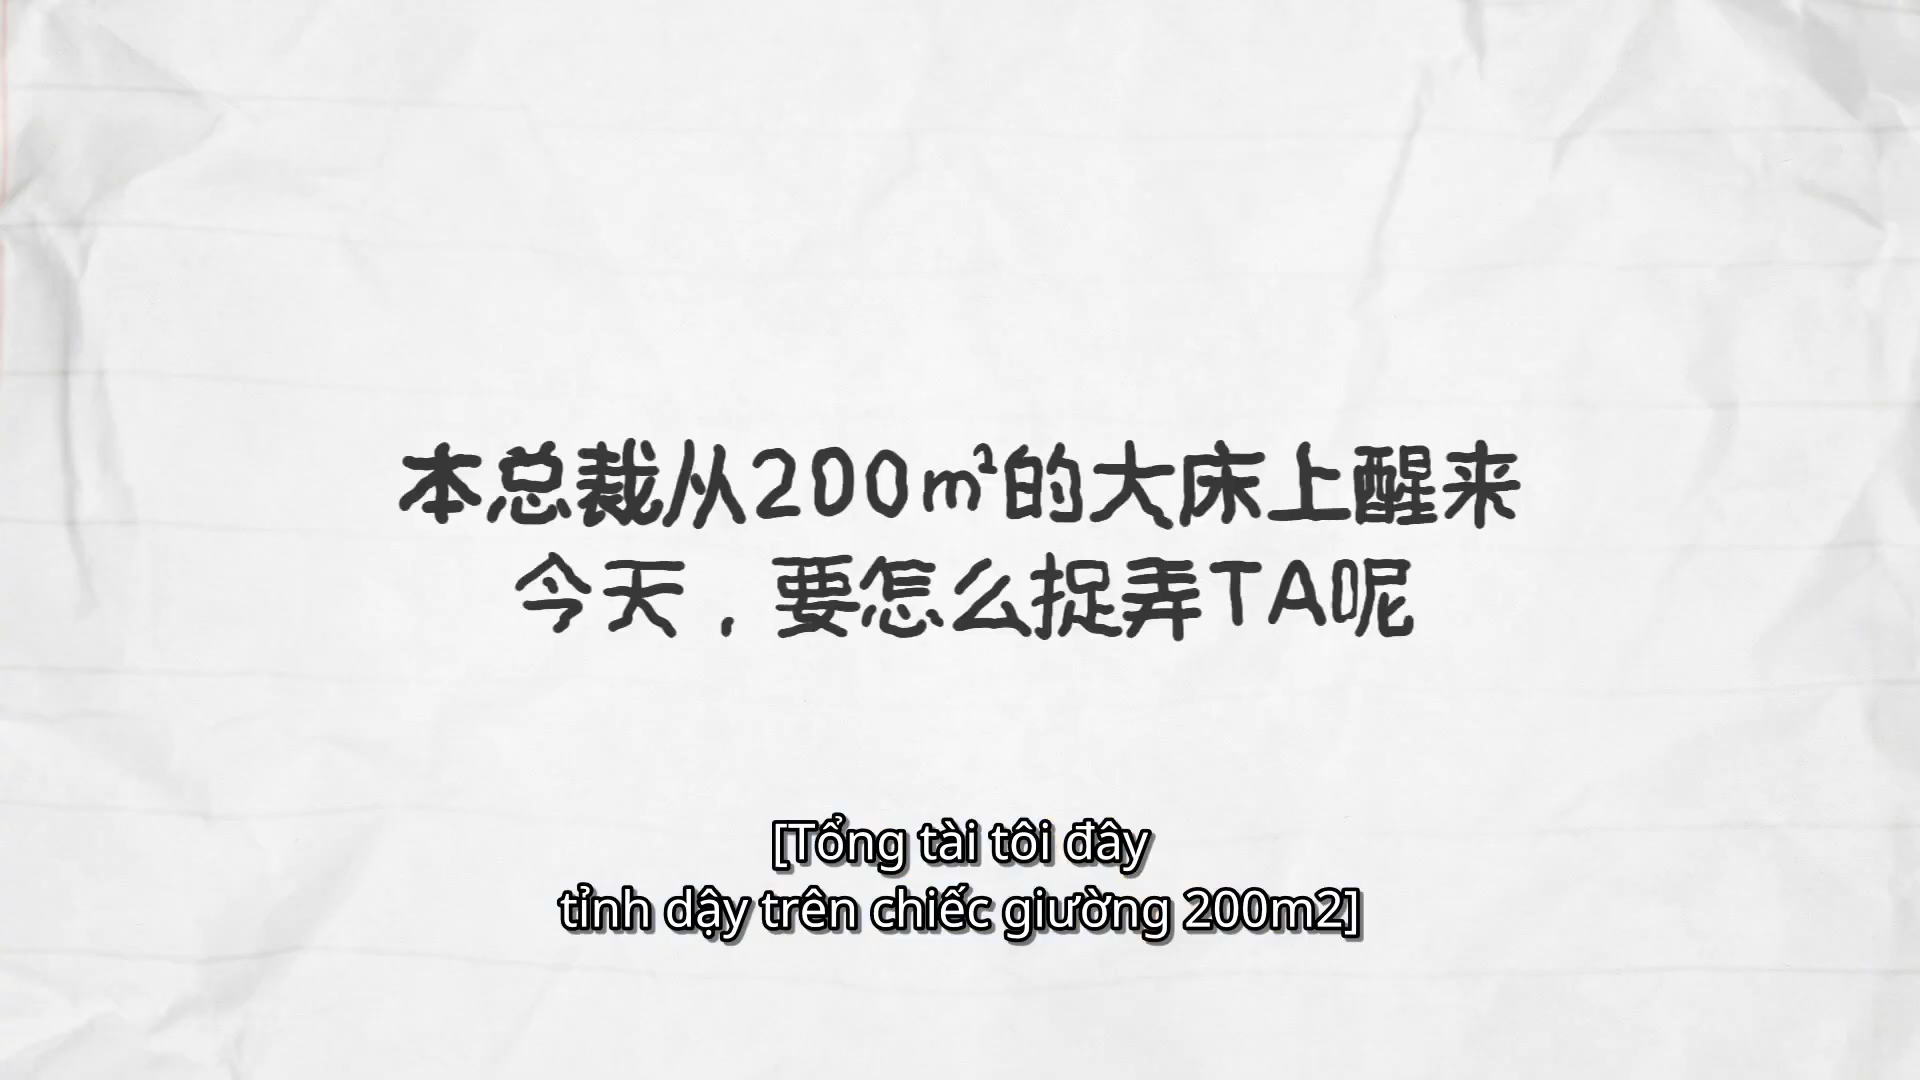 本总裁从200㎡的大床上醒来
今天，要怎么捉弄TA呢
[Tổng tài tôi đây
tỉnh dậy trên chiếc giường 200m2]